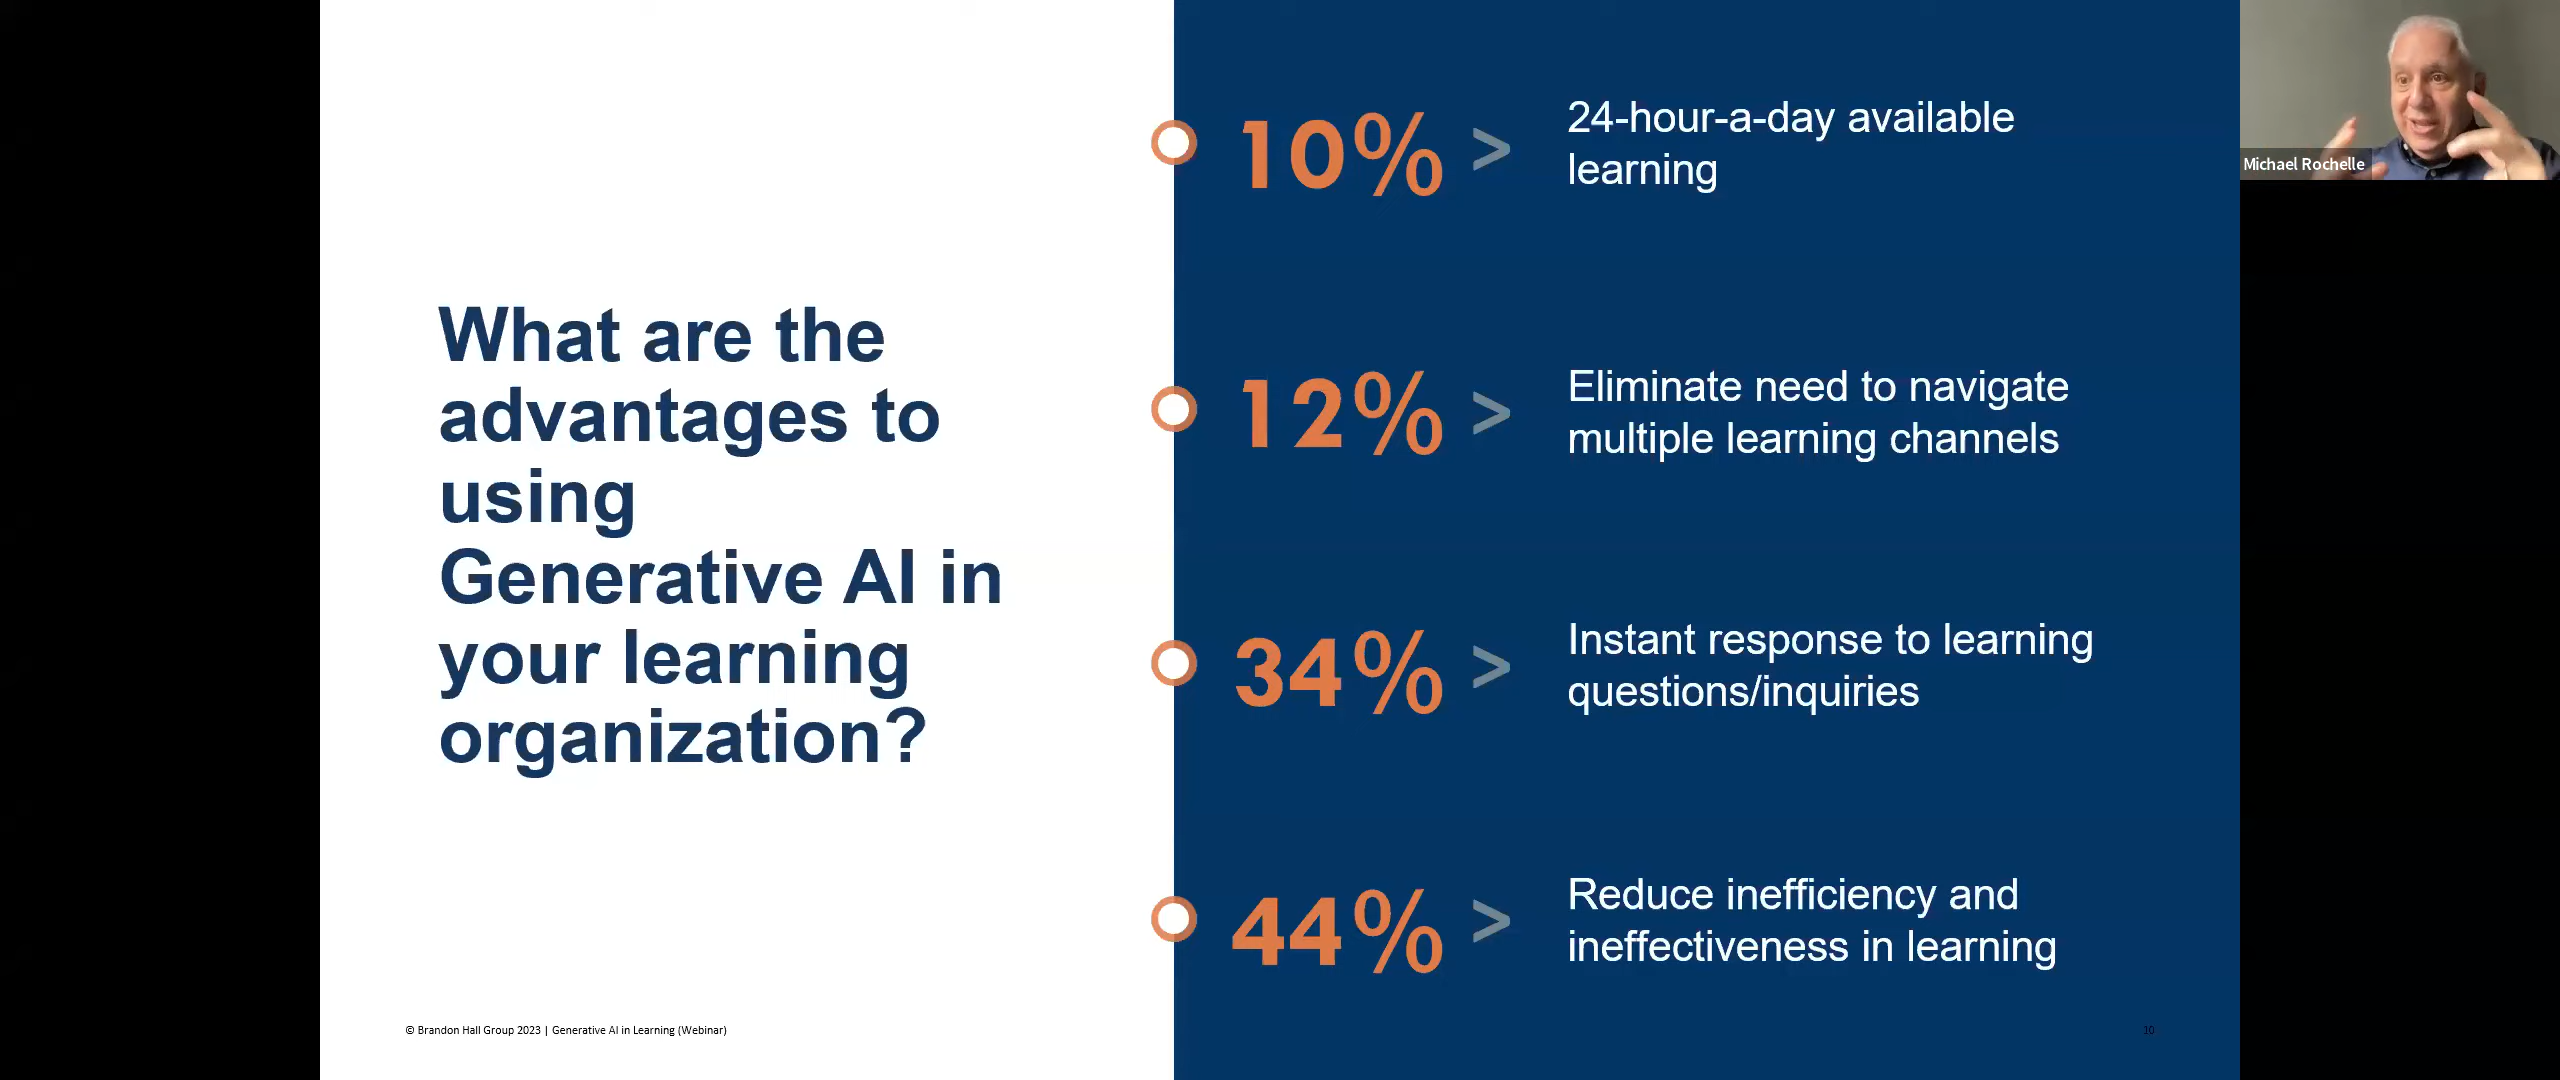 What are the
advantages to
using
Generative AI in
your learning
organization?
10% >
24-hour-a-day available
learning
12% >
Eliminate need to navigate
multiple learning channels
34% >
Instant response to learning
questions/inquiries
44% >
Reduce inefficiency and
ineffectiveness in learning
© Brandon Hall Group 2023 | Generative AI in Learning (Webinar)
10
Michael Rochelle